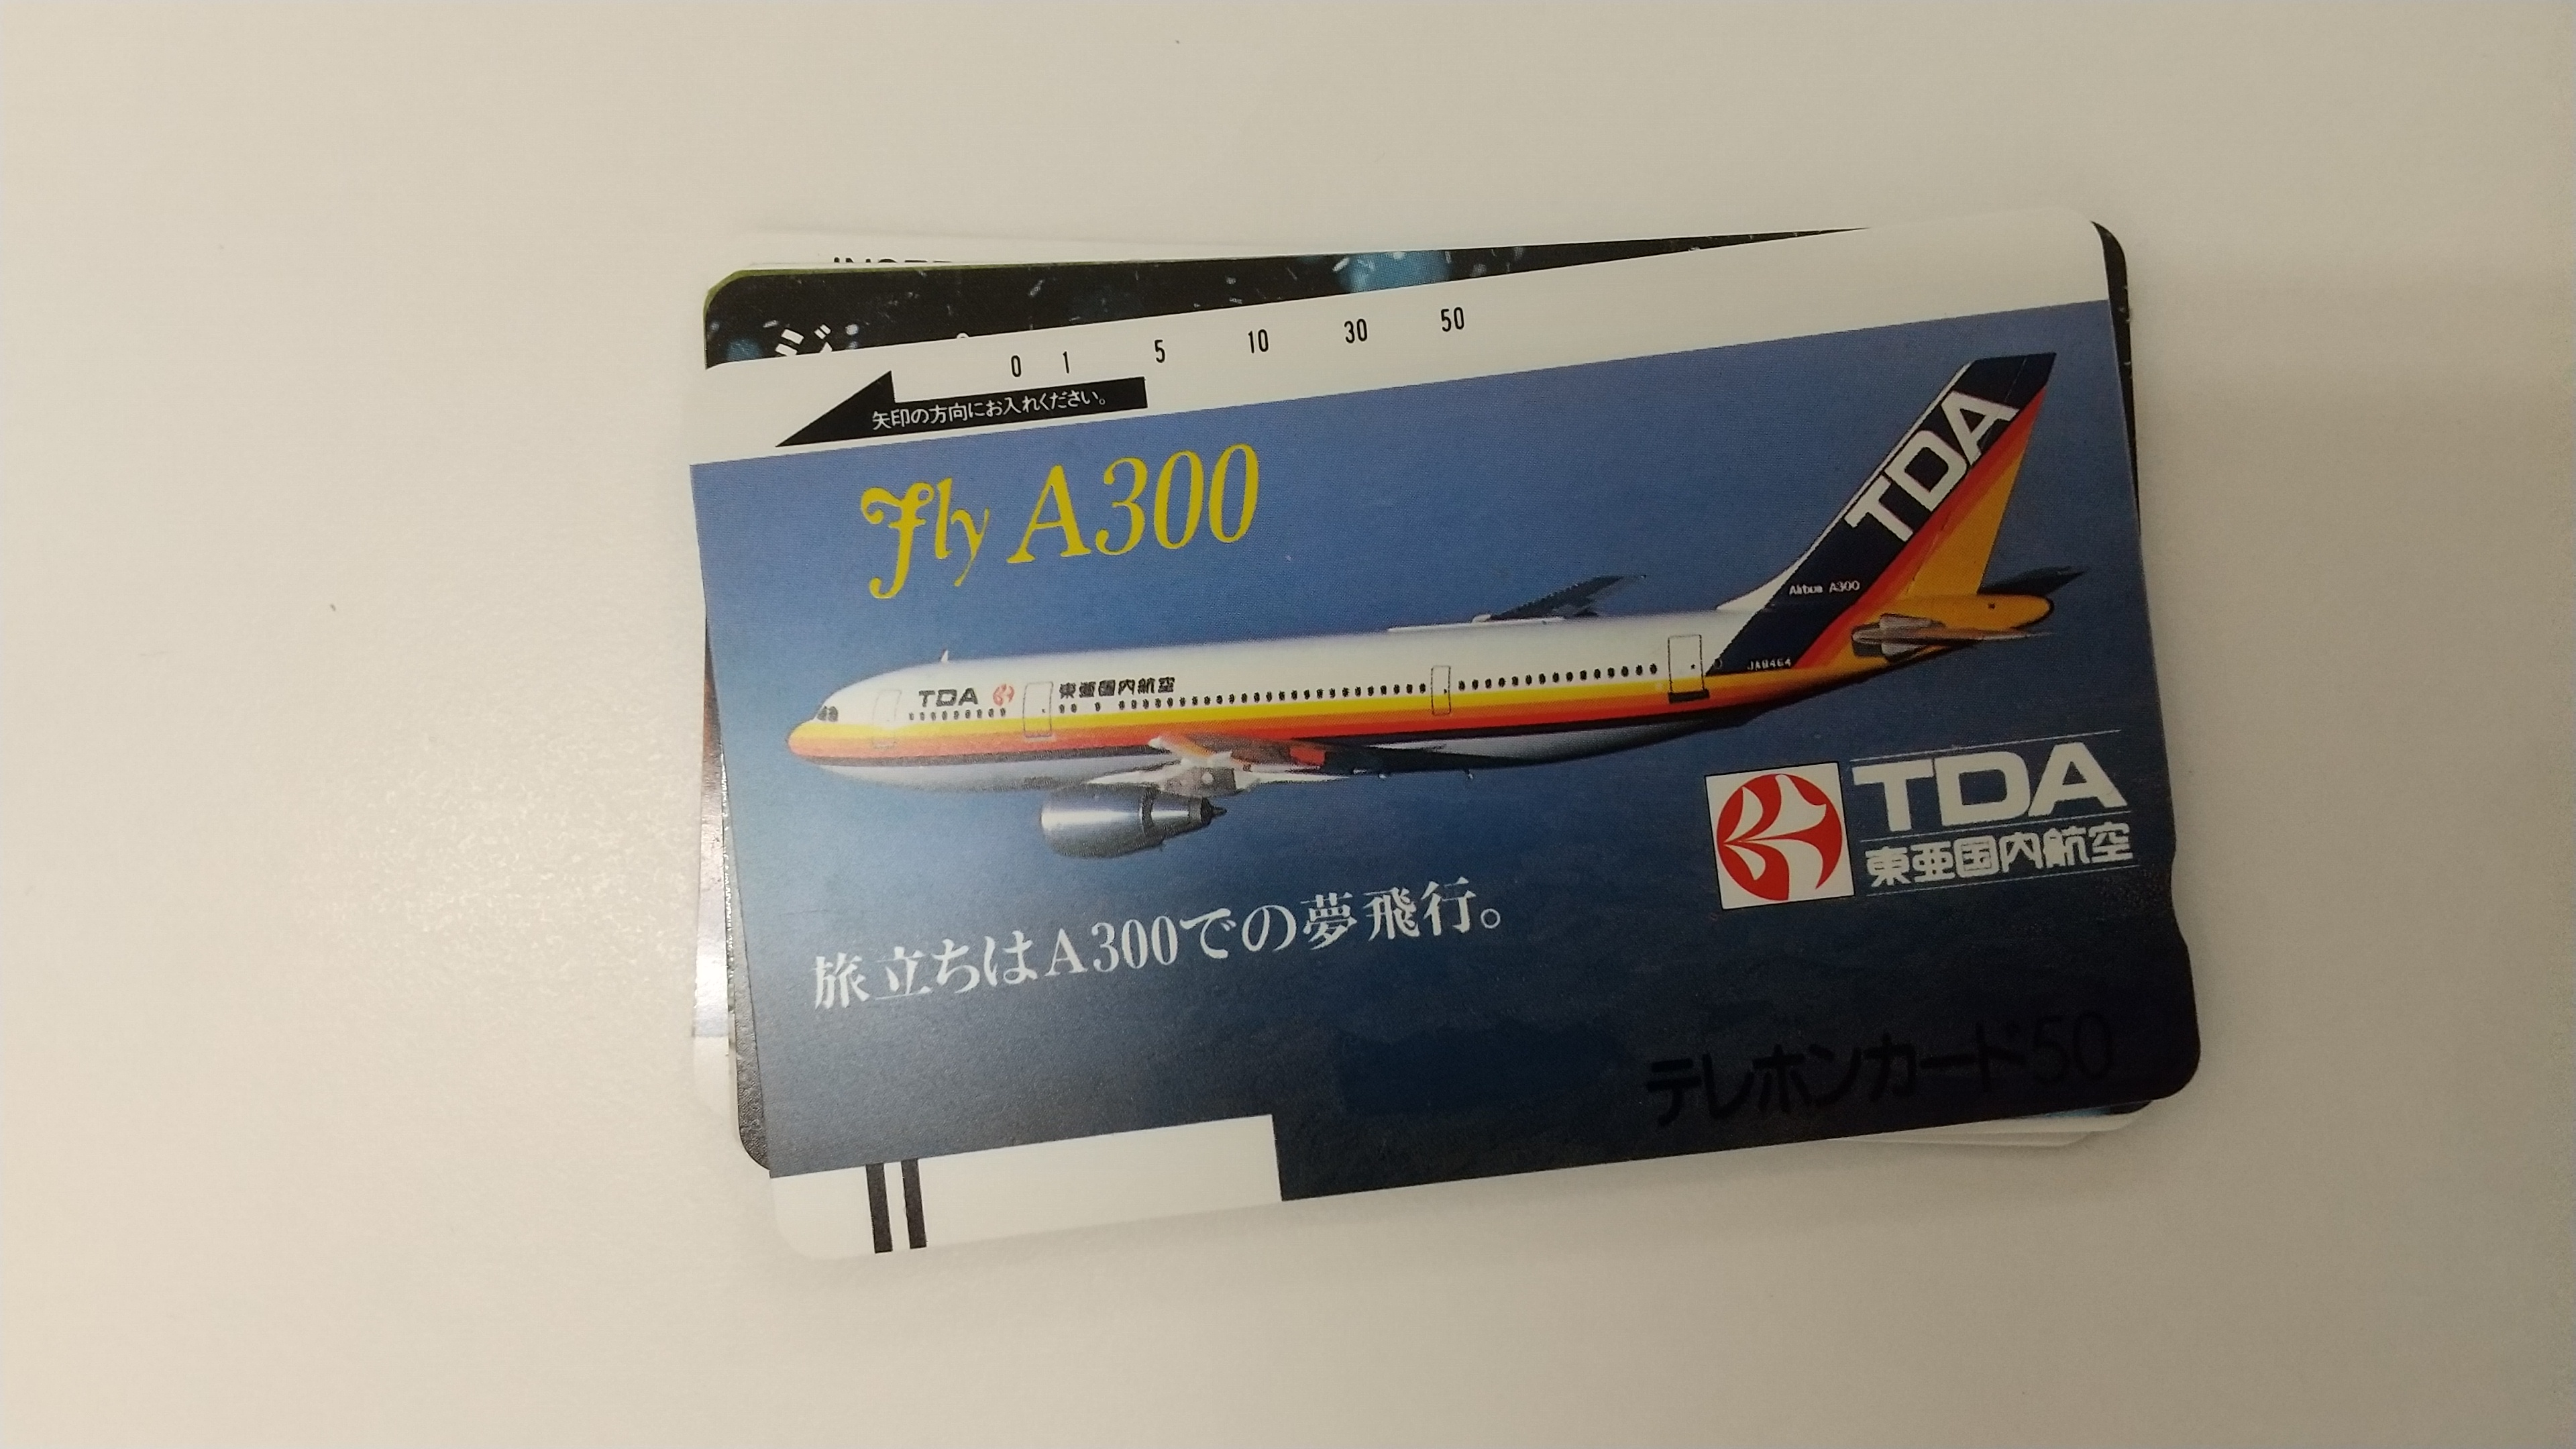 ジ
0 1 5 10 30 50
矢印の方向にお入れください。
Fly A300
TDA
Airbus A300
JA8464
TDA 東亜国内航空
TDA
東亜国内航空
旅立ちはA300での夢飛行。
テレホンカード50